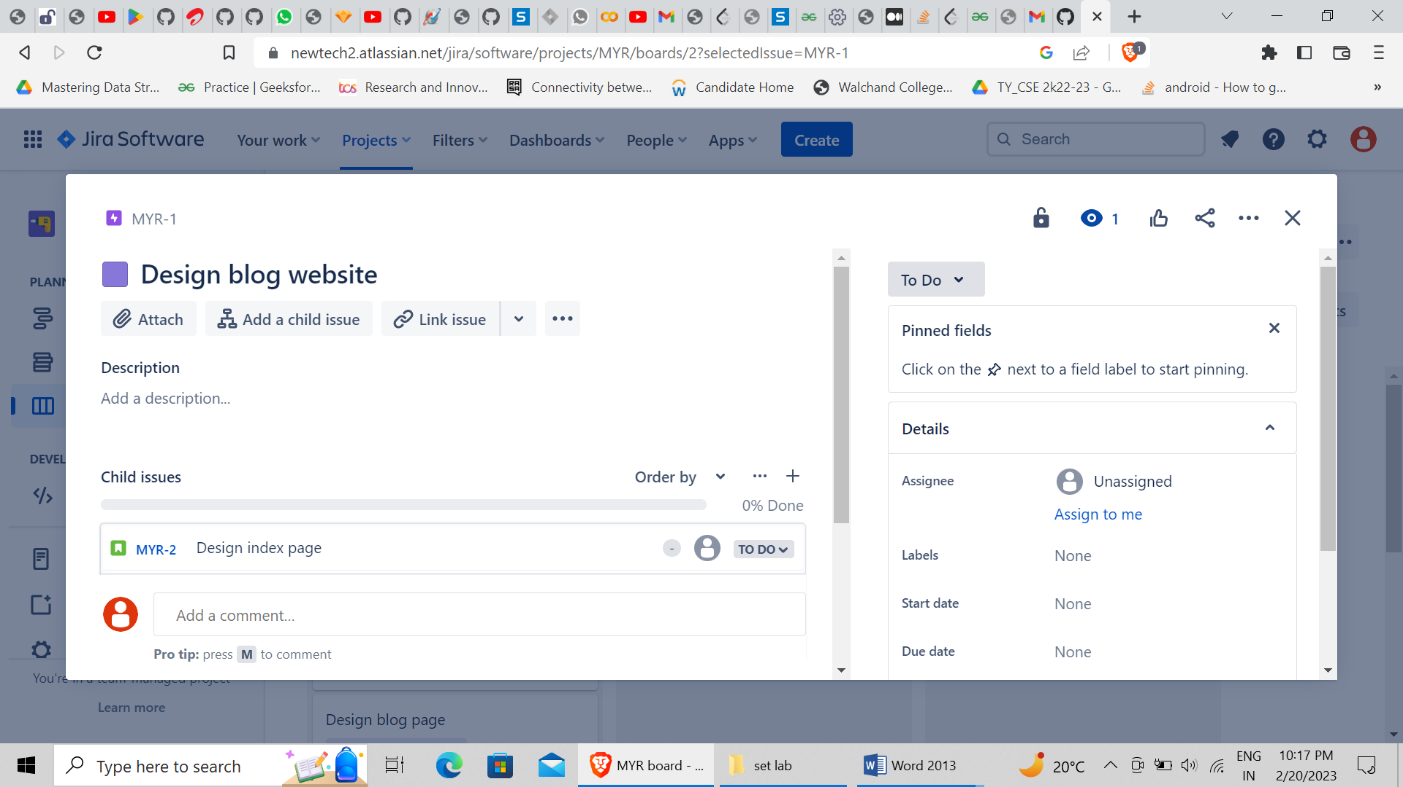 newtech2.atlassian.net/jira/software/projects/MYR/boards/2?selectedIssue=MYR-1
1
Mastering Data Str... Practice | Geeksfor... Research and Innov... Connectivity betwe... Candidate Home Walchand College... TY_CSE 2k22-23 - G... android - How to g... »
Jira Software Your work Projects Filters Dashboards People Apps Create Search
MYR-1
1
Design blog website
Attach Add a child issue Link issue
Description
Add a description...
Child issues Order by
0% Done
MYR-2 Design index page - TO DO
Add a comment...
Pro tip: press M to comment
To Do
Pinned fields
Click on the next to a field label to start pinning.
Details
Assignee Unassigned
Assign to me
Labels None
Start date None
Due date None
PLANN
DEVEL
You're in a team-managed project
Learn more
Design blog page
Type here to search
MYR board - ... set lab Word 2013
20°C
ENG
IN
10:17 PM
2/20/2023